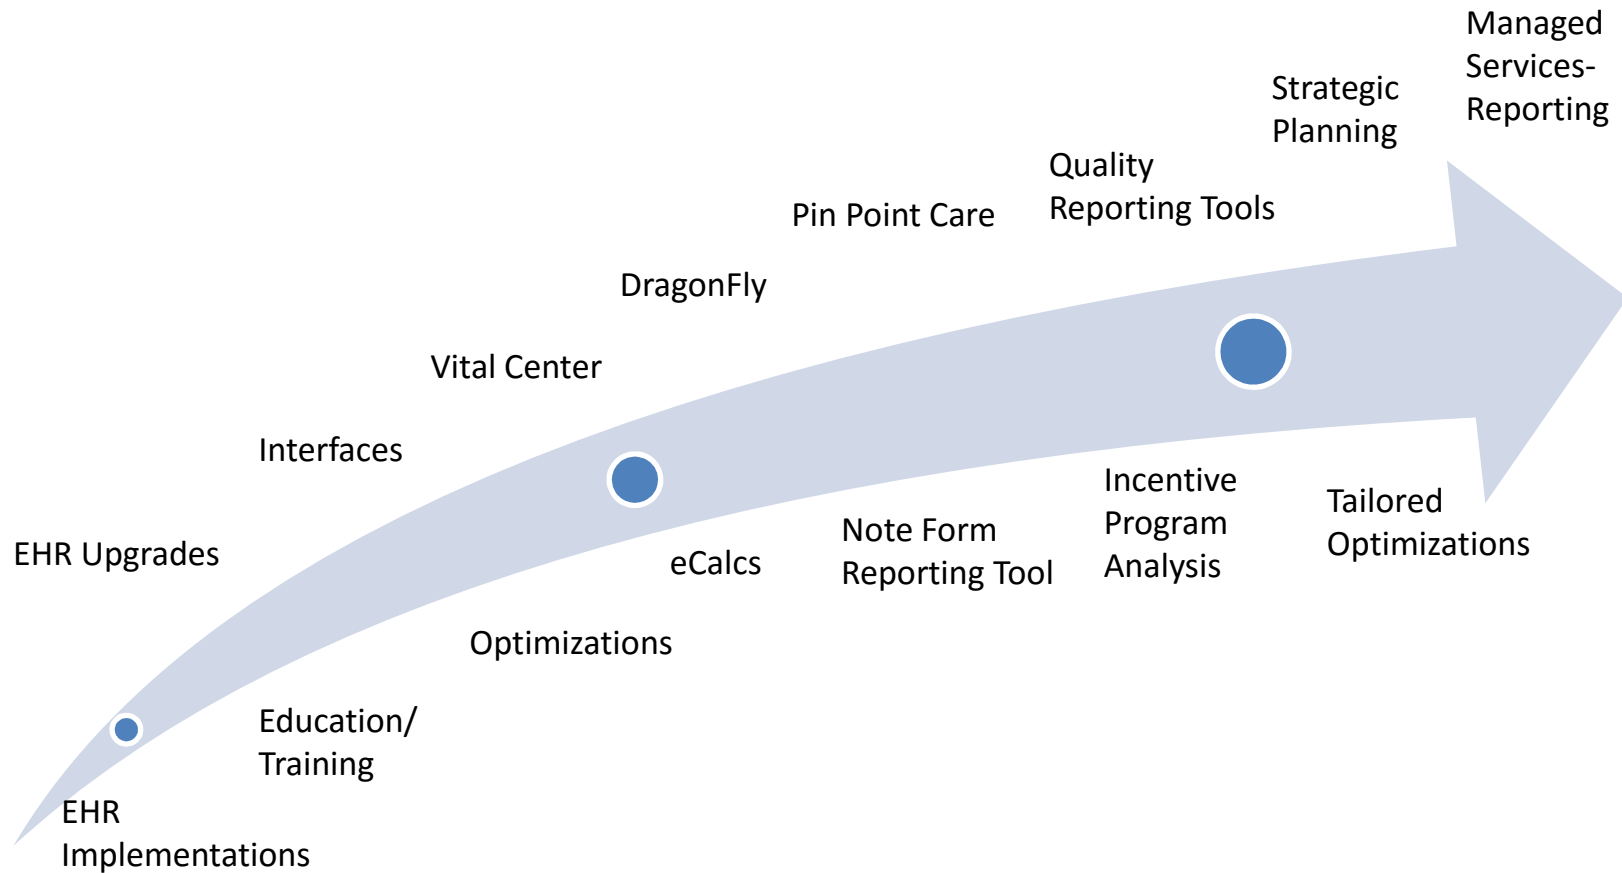 Managed
Services-
Reporting
Strategic
Planning
Quality
Reporting Tools
Pin Point Care
DragonFly
Vital Center
Interfaces
EHR Upgrades
Incentive
Program
Analysis
Tailored
Optimizations
Note Form
Reporting Tool
eCalcs
Optimizations
Education/
Training
EHR
Implementations